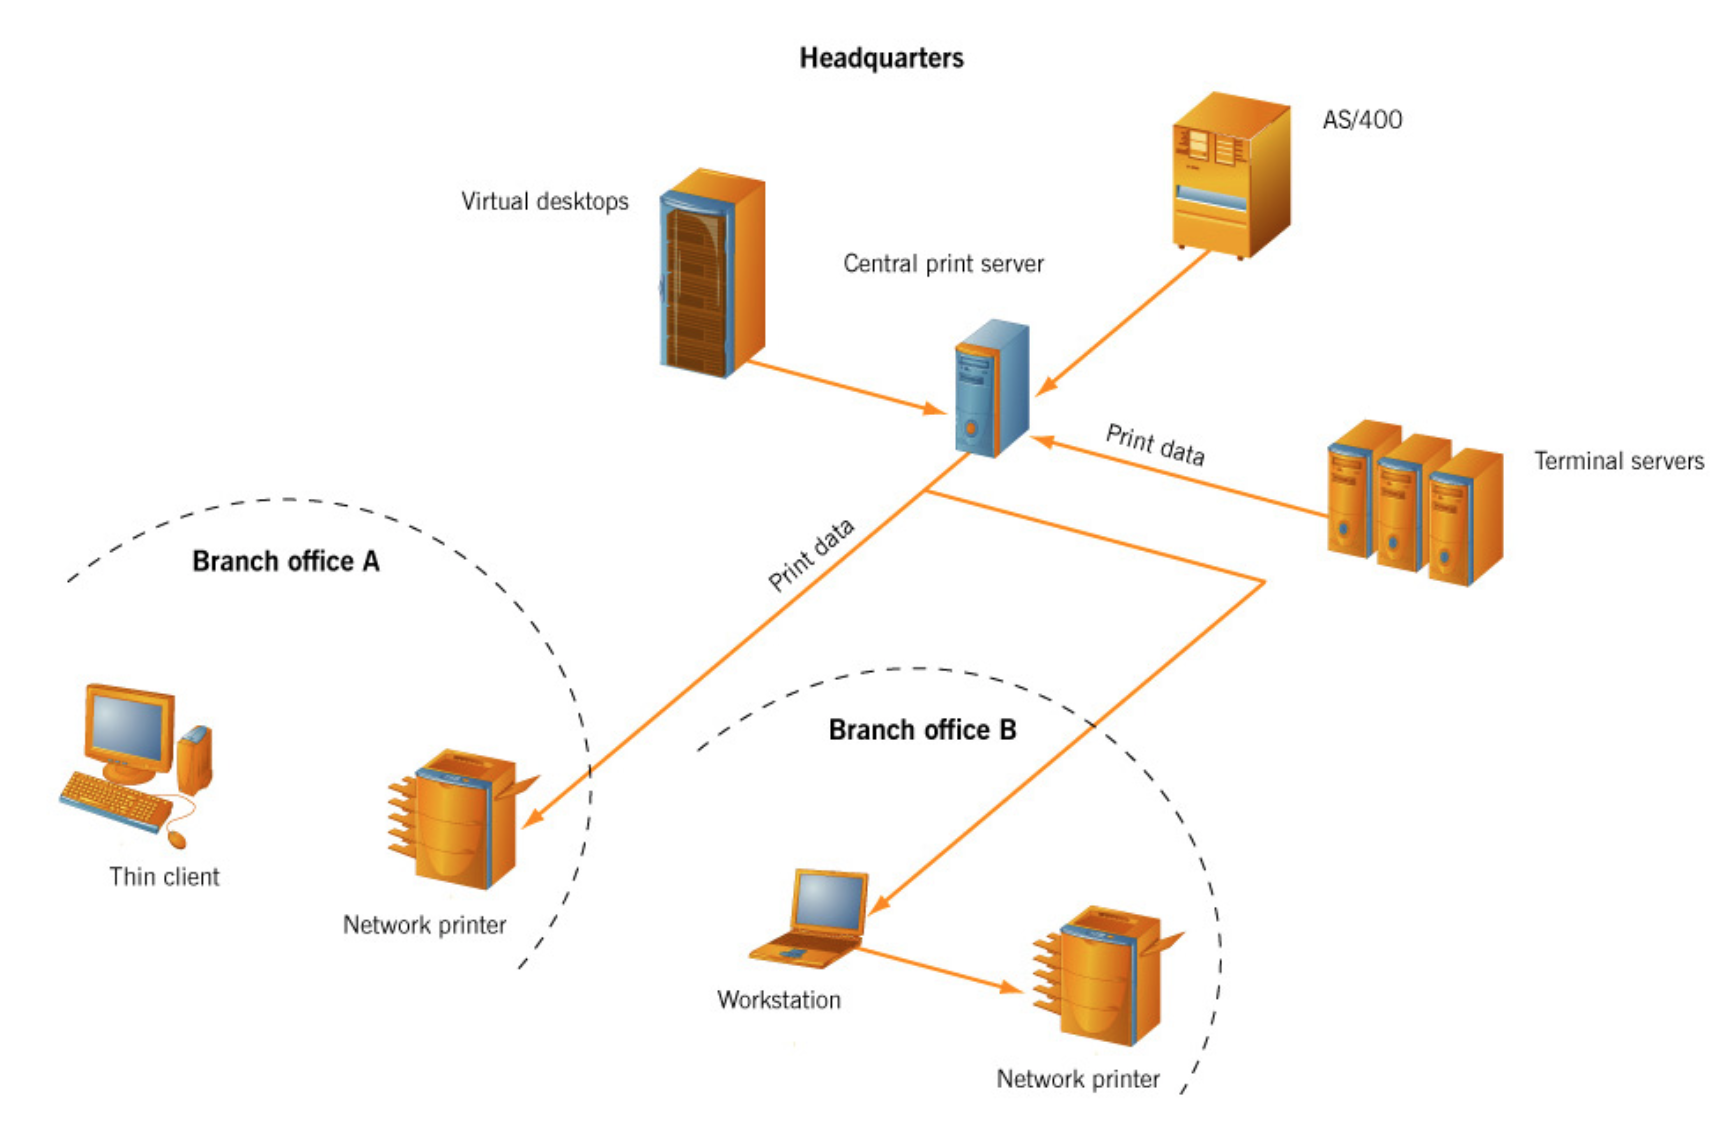 Headquarters
AS/400
Virtual desktops
Central print server
Print data
Terminal servers
Print data
Branch office A
Branch office B
Thin client
Network printer
Workstation
Network printer